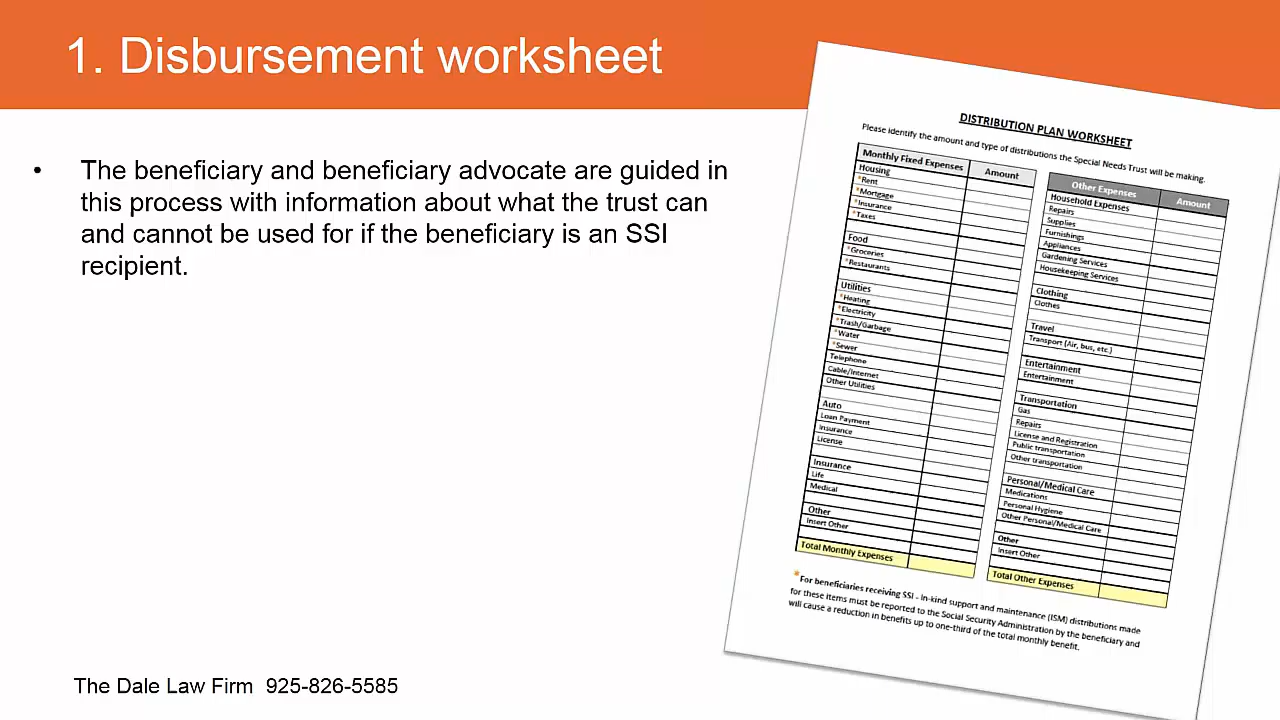 1. Disbursement worksheet
• The beneficiary and beneficiary advocate are guided in
this process with information about what the trust can
and cannot be used for if the beneficiary is an SSI
recipient.
The Dale Law Firm 925-826-5585
DISTRIBUTION PLAN WORKSHEET
Please identify the amount and type of distributions the Special Needs Trust will be making.
Monthly Fixed Expenses Amount
Housing
*Rent
*Mortgage
*Insurance
*Taxes
Food
*Groceries
*Restaurants
Utilities
*Heating
*Electricity
*Trash/Garbage
*Water
*Sewer
Telephone
Cable/Internet
Other Utilities
Auto
Loan Payment
Insurance
License
Insurance
Life
Medical
Other
Insert Other
Total Monthly Expenses
Other Expenses Amount
Household Expenses
Repairs
Supplies
Furnishings
Appliances
Gardening Services
Housekeeping Services
Clothing
Clothes
Travel
Transport (Air, bus, etc.)
Entertainment
Entertainment
Transportation
Gas
Repairs
License and Registration
Public transportation
Other transportation
Personal/Medical Care
Medications
Personal Hygiene
Other Personal/Medical Care
Other
Insert Other
Total Other Expenses
*For beneficiaries receiving SSI - In-kind support and maintenance (ISM) distributions made
for these items must be reported to the Social Security Administration by the beneficiary and
will cause a reduction in benefits up to one-third of the total monthly benefit.